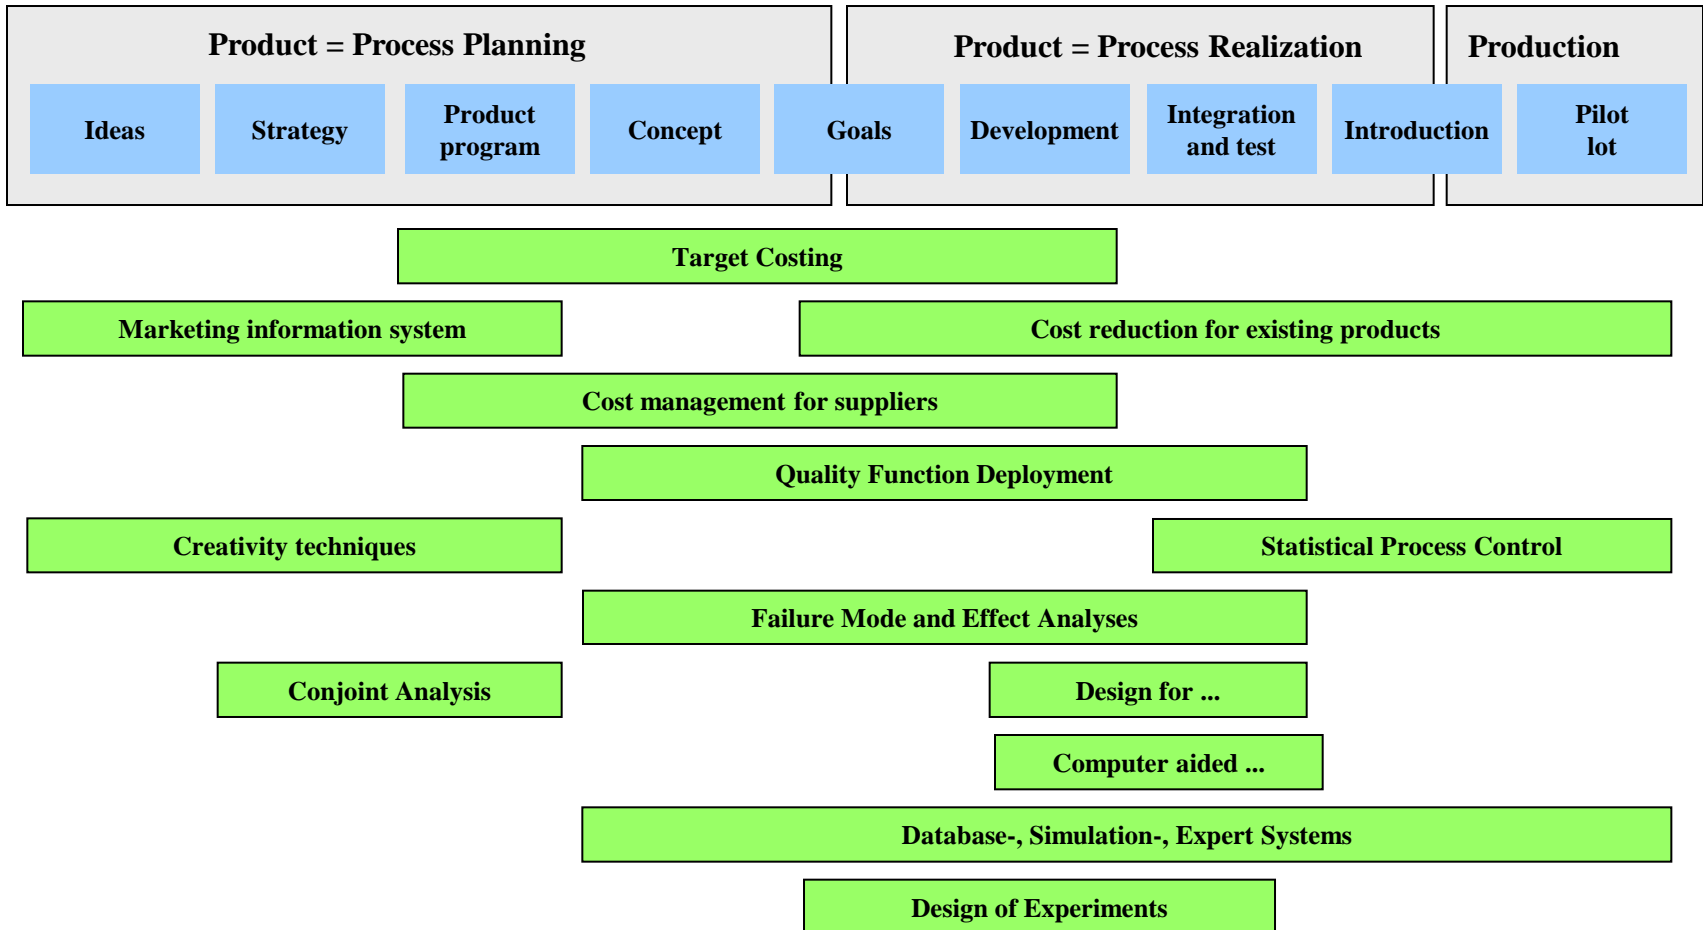 Product = Process Planning
Product = Process Realization
Production
Ideas
Strategy
Product
program
Concept
Goals
Development
Integration
and test
Introduction
Pilot
lot
Target Costing
Marketing information system
Cost reduction for existing products
Cost management for suppliers
Quality Function Deployment
Creativity techniques
Statistical Process Control
Failure Mode and Effect Analyses
Conjoint Analysis
Design for ...
Computer aided ...
Database-, Simulation-, Expert Systems
Design of Experiments